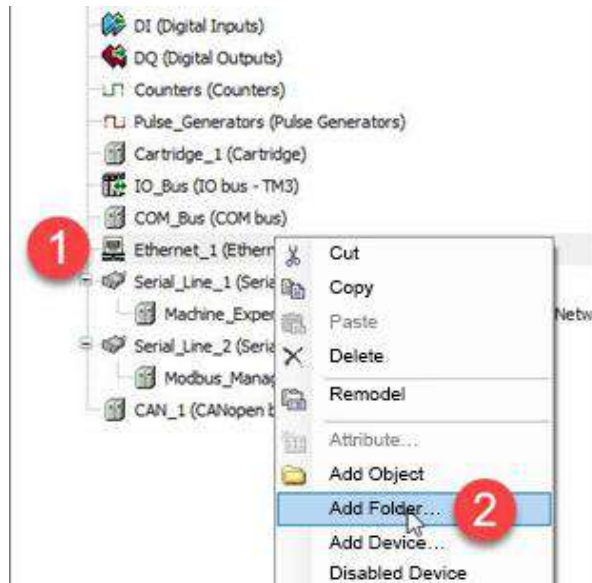 DI (Digital Inputs)
DQ (Digital Outputs)
Counters (Counters)
Pulse_Generators (Pulse Generators)
Cartridge_1 (Cartridge)
IO_Bus (IO bus - TM3)
COM_Bus (COM bus)
1
Ethernet_1 (Ethern
Serial_Line_1 (Seria
Machine_Exper
Netw
Serial_Line_2 (Seria
Modbus_Manag
CAN_1 (CANopen b
Cut
Copy
Paste
Delete
Remodel
Attribute...
Add Object
Add Folder...
2
Add Device...
Disabled Device